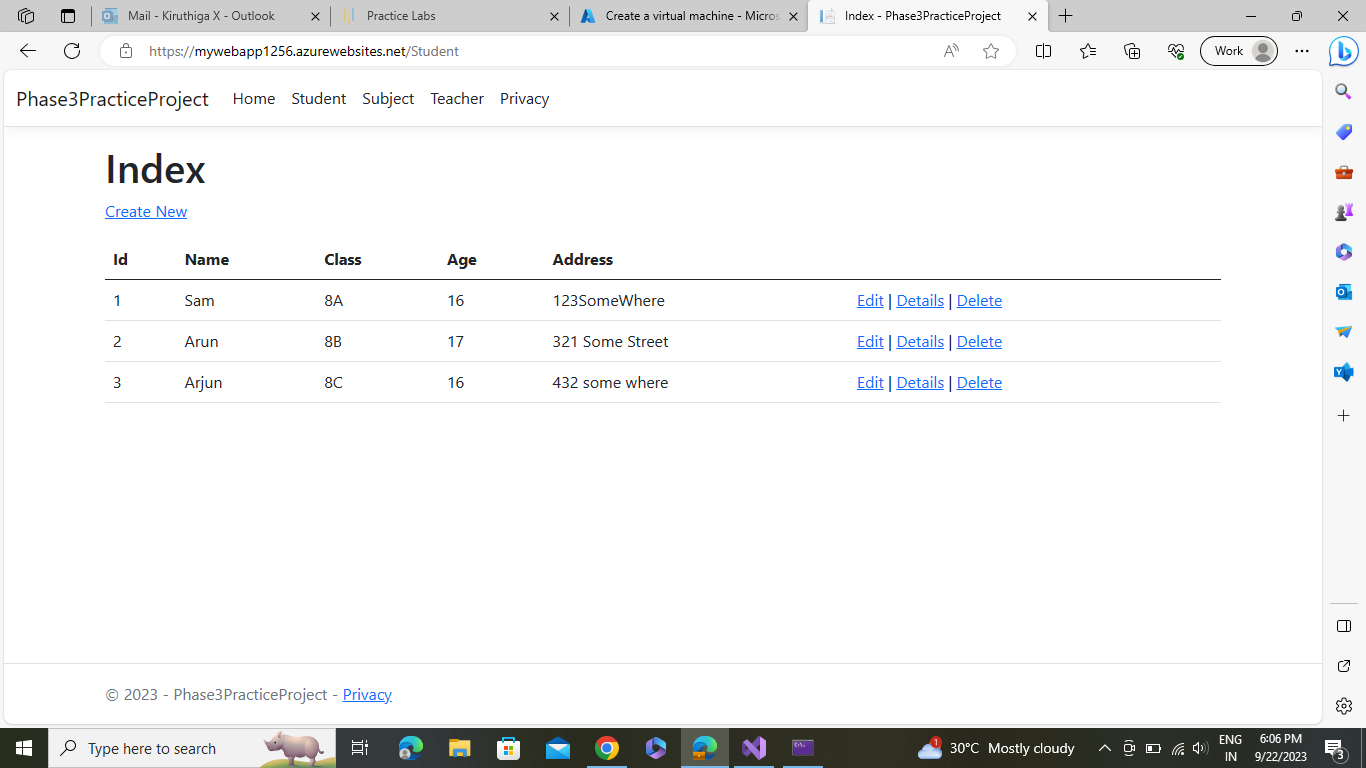 Mail - Kiruthiga X - Outlook
Practice Labs
Create a virtual machine - Micros
Index - Phase3PracticeProject
https://mywebapp1256.azurewebsites.net/Student
Work
Phase3PracticeProject Home Student Subject Teacher Privacy
Index
Create New
Id Name Class Age Address
1 Sam 8A 16 123SomeWhere Edit | Details | Delete
2 Arun 8B 17 321 Some Street Edit | Details | Delete
3 Arjun 8C 16 432 some where Edit | Details | Delete
© 2023 - Phase3PracticeProject - Privacy
Type here to search
1
30°C Mostly cloudy
ENG
IN
6:06 PM
9/22/2023
3